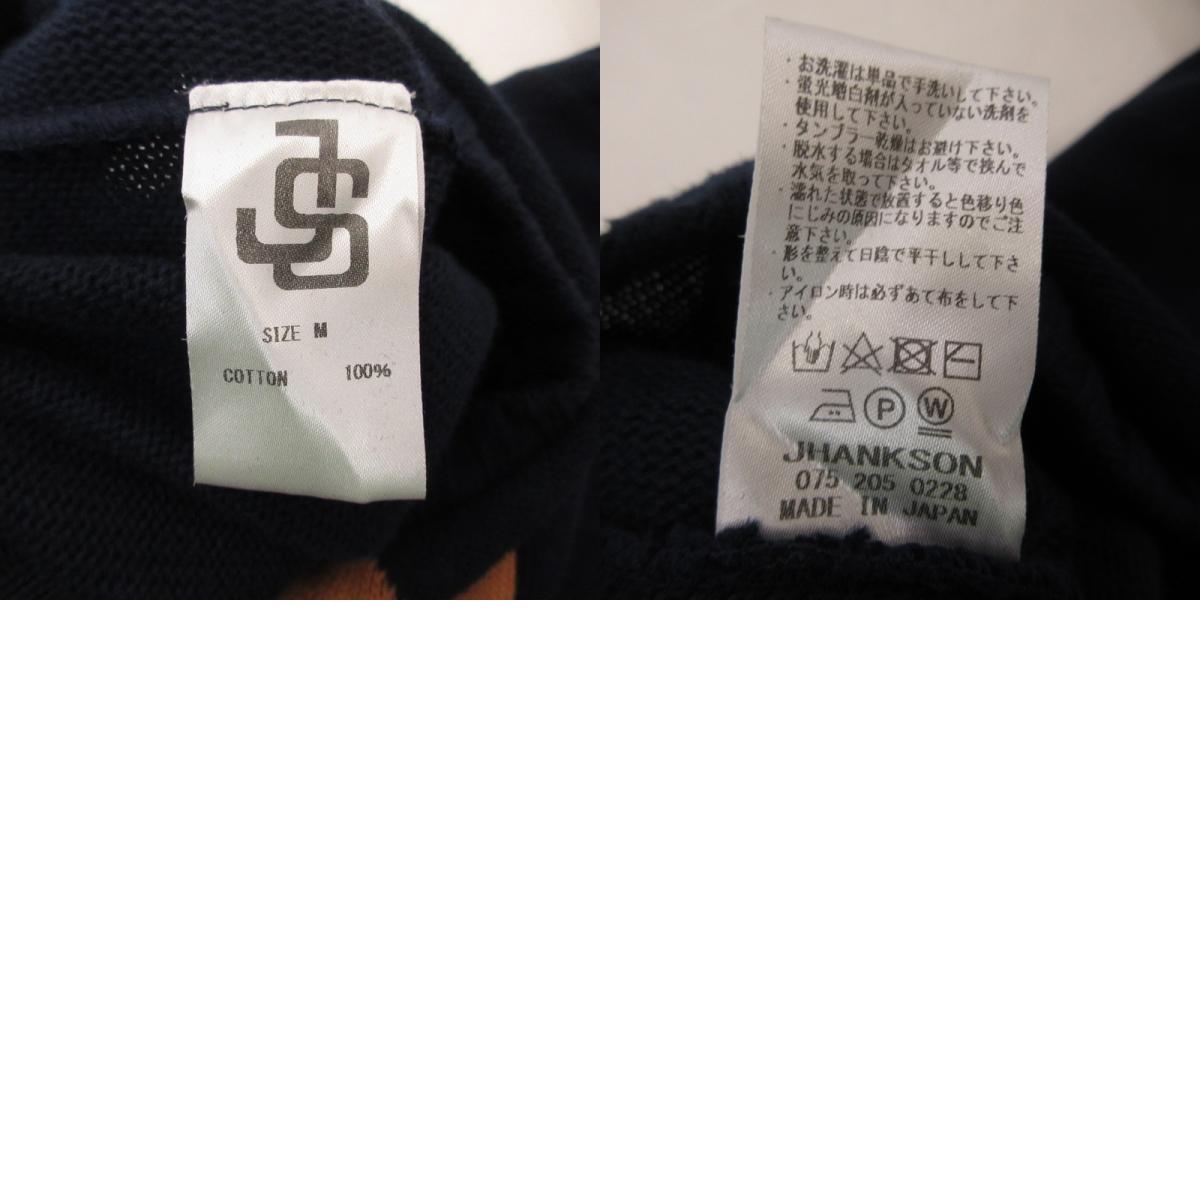 SIZE M
COTTON 100%
・お洗濯は単品で手洗いして下さい。
・蛍光増白剤が入っていない洗剤を
使用して下さい。
・タンブラー乾燥はお避け下さい。
・脱水する場合はタオル等で挟んで
水気を取って下さい。
・濡れた状態で放置すると色移り色
にじみの原因になりますのでご注
意下さい。
・形を整えて日陰で平干しして下さ
い。
・アイロン時は必ずあて布をして下
さい。
P W
JHANKSON
075 205 0228
MADE IN JAPAN